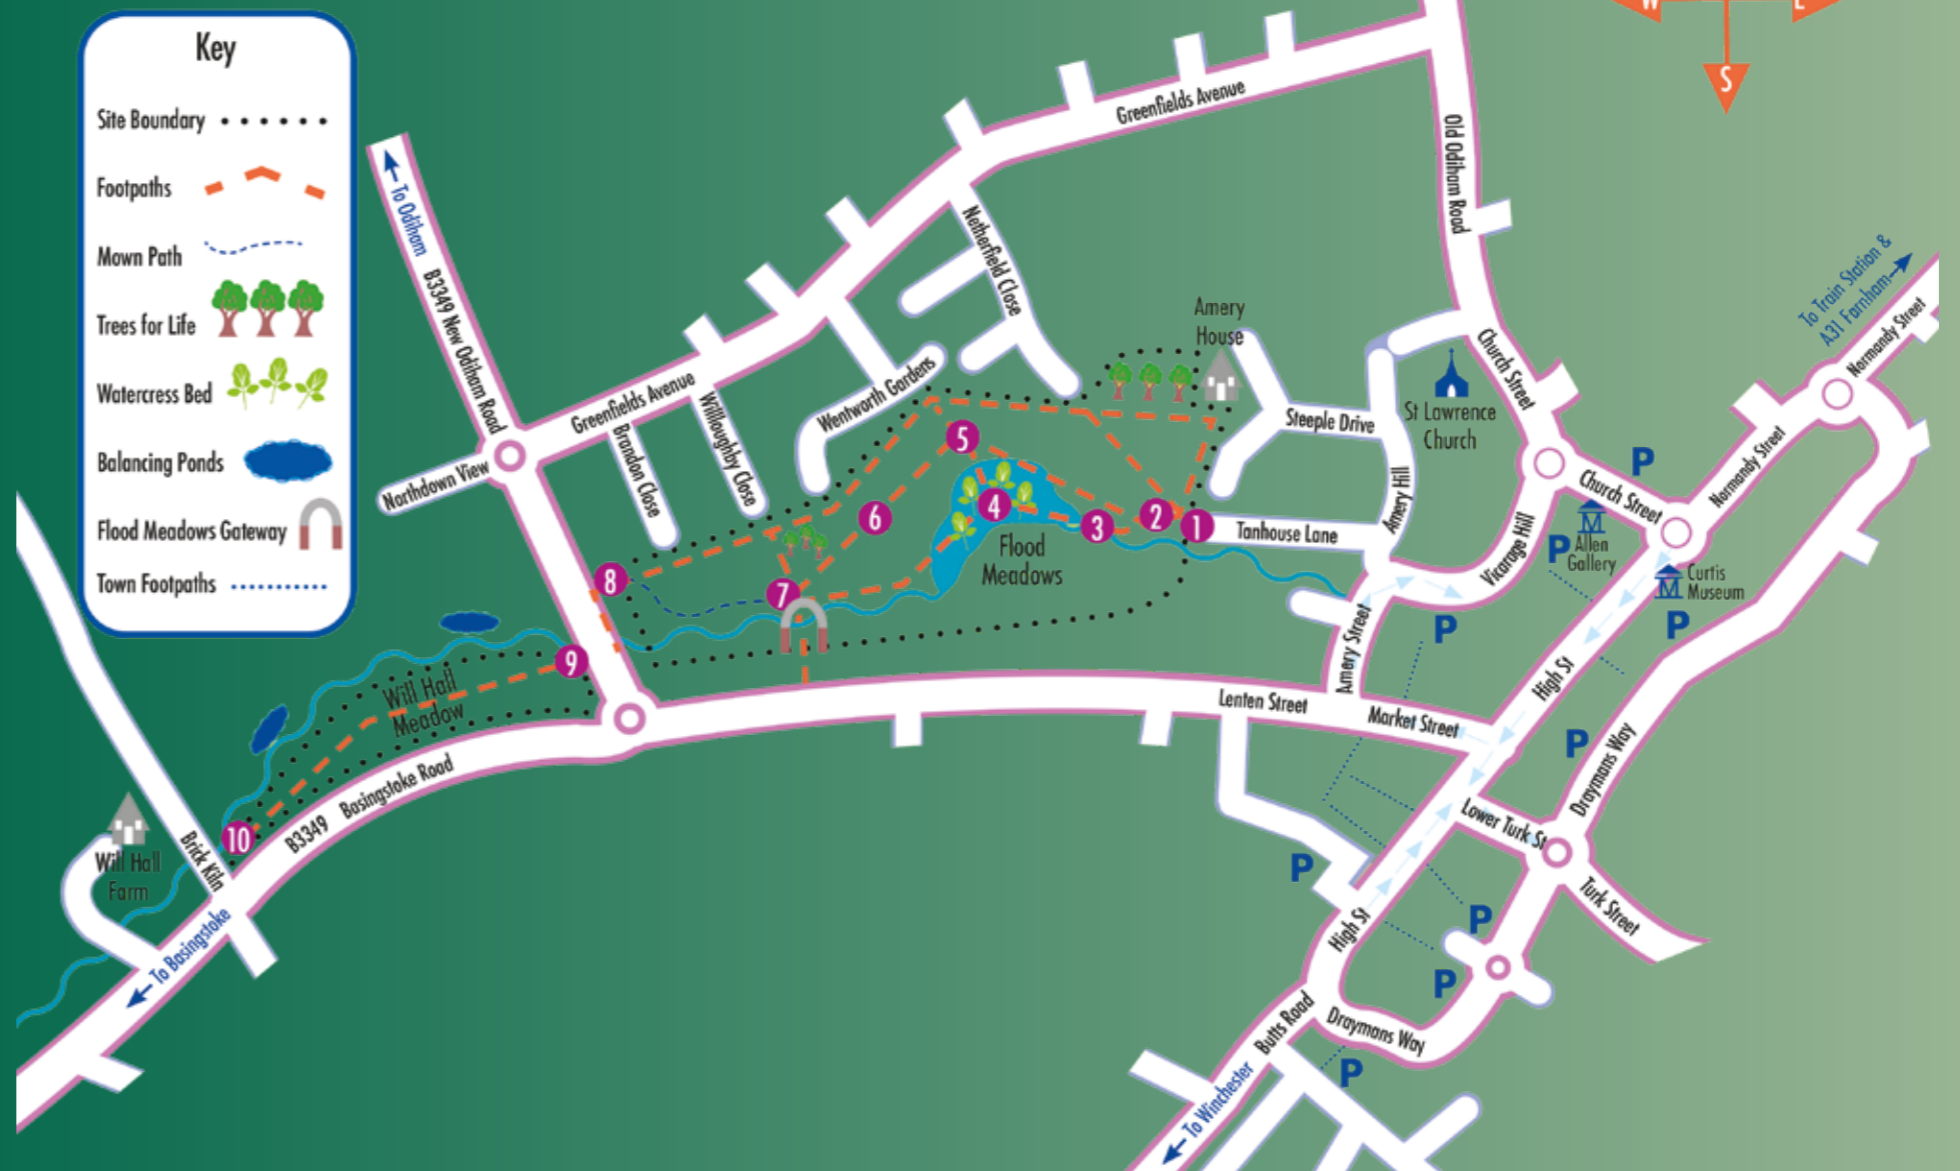 Key
Site Boundary
Footpaths
Mown Path
Trees for Life
Watercress Bed
Balancing Ponds
Flood Meadows Gateway
Town Footpaths
W
E
S
To Odiham
B3349 New Odiham Road
Northdown View
Greenfields Avenue
Greenfields Avenue
Brandon Close
Willoughby Close
Wentworth Gardens
Netherfield Close
Old Odiham Road
Amery
House
Steeple Drive
St Lawrence
Church
Church Street
Church Street
Amery Hill
Tanhouse Lane
Vicarage Hill
To Train Station &
A31 Farnham
Normandy Street
Normandy Street
P
P
Allen
Gallery
Curtis
Museum
P
P
5
6
4
3
2
1
Flood
Meadows
8
7
9
10
Will Hall
Meadow
Will Hall
Farm
Brick Kiln
B3349 Basingstoke Road
To Basingstoke
Lenten Street
Amery Street
Market Street
High St
P
Draymans Way
Lower Turk St
Turk Street
P
High St
P
P
Draymans Way
P
Butts Road
To Winchester